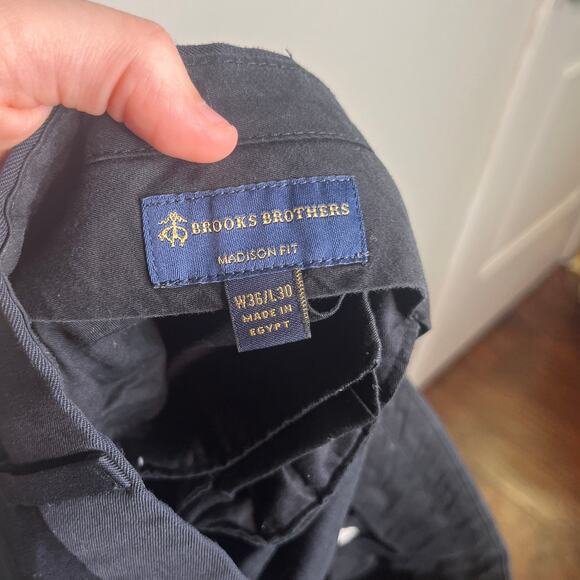 BROOKS BROTHERS
MADISON FIT
W36/L30
MADE IN
EGYPT